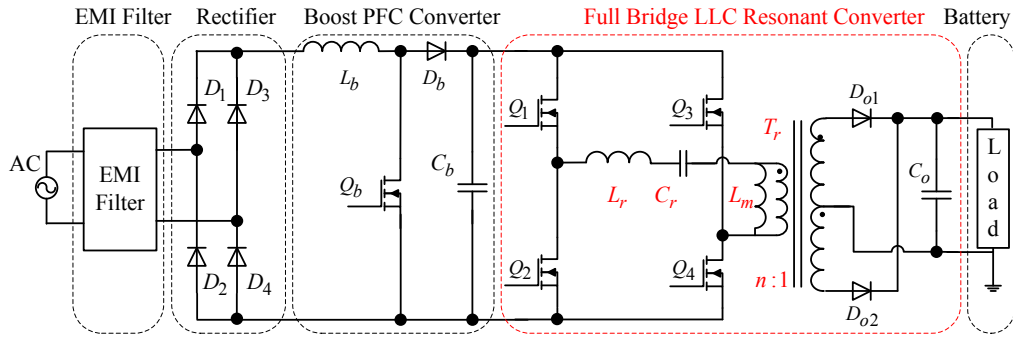 EMI Filter
Rectifier
Boost PFC Converter
Full Bridge LLC Resonant Converter
Battery
AC
EMI
Filter
D1
D3
D2
D4
Lb
Db
Qb
Cb
Q1
Q3
Q2
Q4
Lr
Cr
Lm
Tr
n:1
Do1
Do2
Co
Load